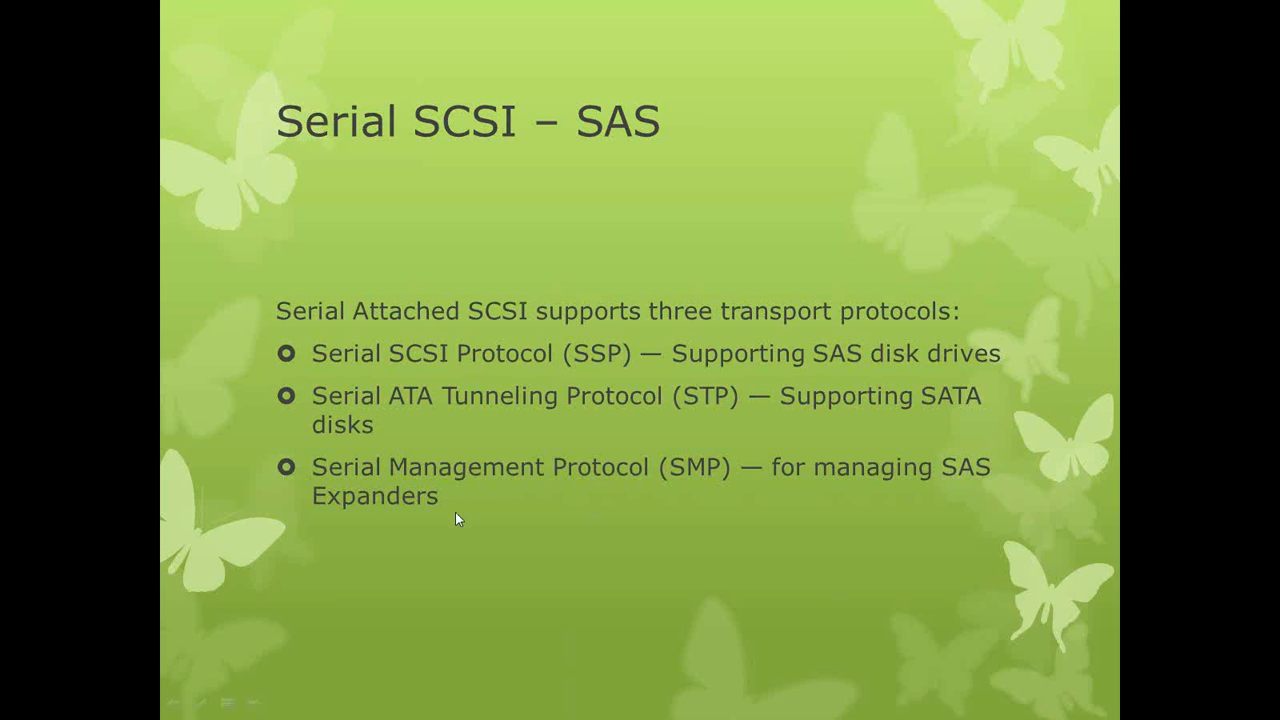 Serial SCSI – SAS
Serial Attached SCSI supports three transport protocols:
Serial SCSI Protocol (SSP) — Supporting SAS disk drives
Serial ATA Tunneling Protocol (STP) — Supporting SATA
disks
Serial Management Protocol (SMP) — for managing SAS
Expanders